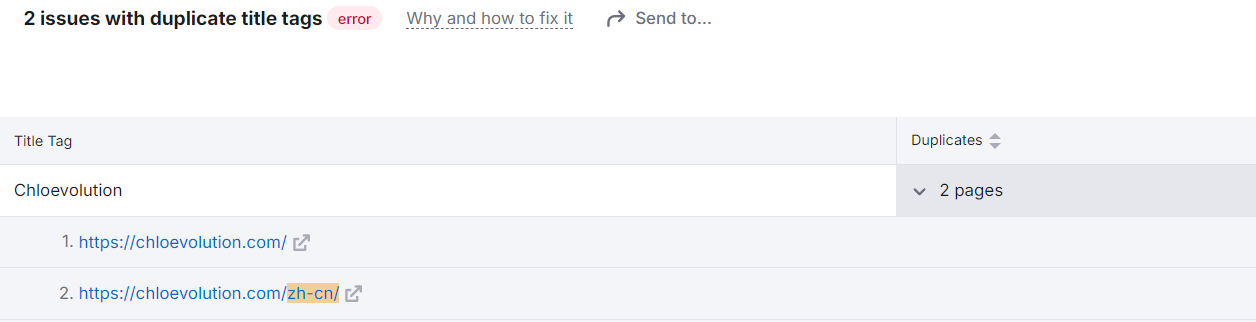 2 issues with duplicate title tags error Why and how to fix it Send to...
Title Tag Duplicates
Chloevolution 2 pages
1. https://chloevolution.com/
2. https://chloevolution.com/zh-cn/